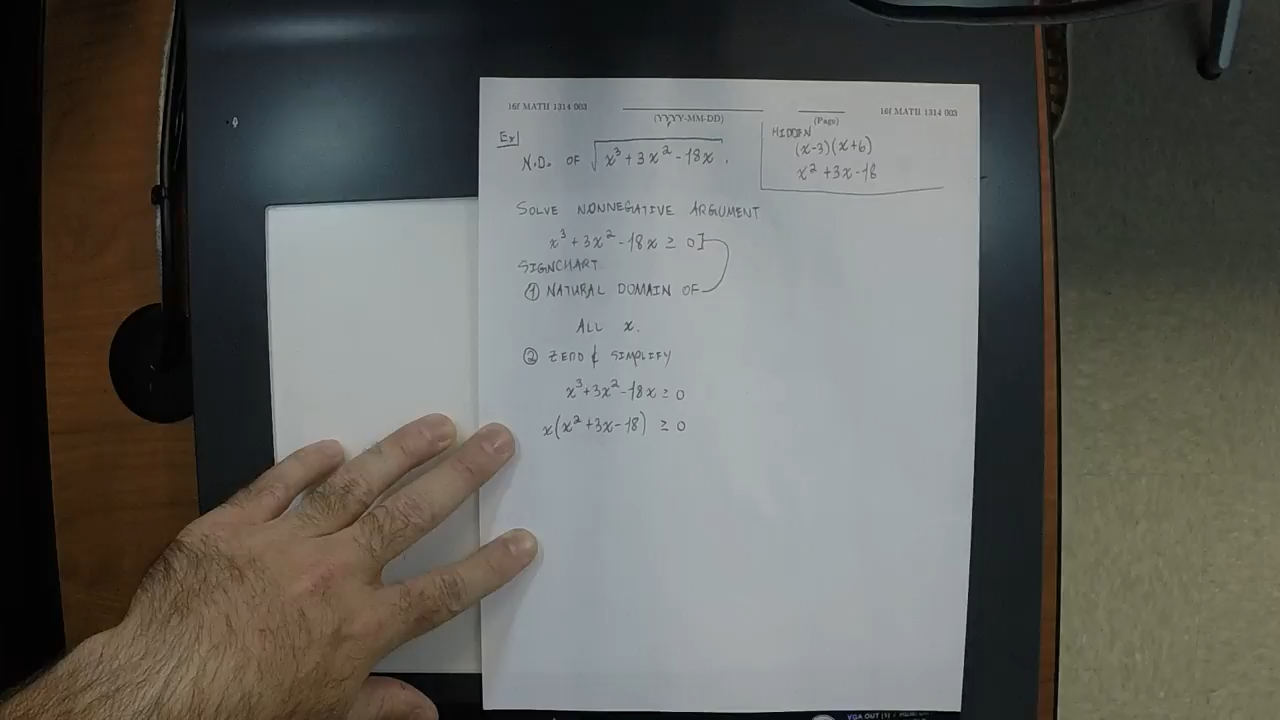 16f MATH 1314 003
(YYYY-MM-DD)
(Page)
16f MATH 1314 003
Ex
N.D. OF √(x³ + 3x² - 18x).
HIDDEN
(x-3)(x+6)
x² + 3x - 18
SOLVE NONNEGATIVE ARGUMENT
x³ + 3x² - 18x ≥ 0]
SIGNCHART
① NATURAL DOMAIN OF
ALL x.
② ZERO & SIMPLIFY
x³ + 3x² - 18x ≥ 0
x(x² + 3x - 18) ≥ 0